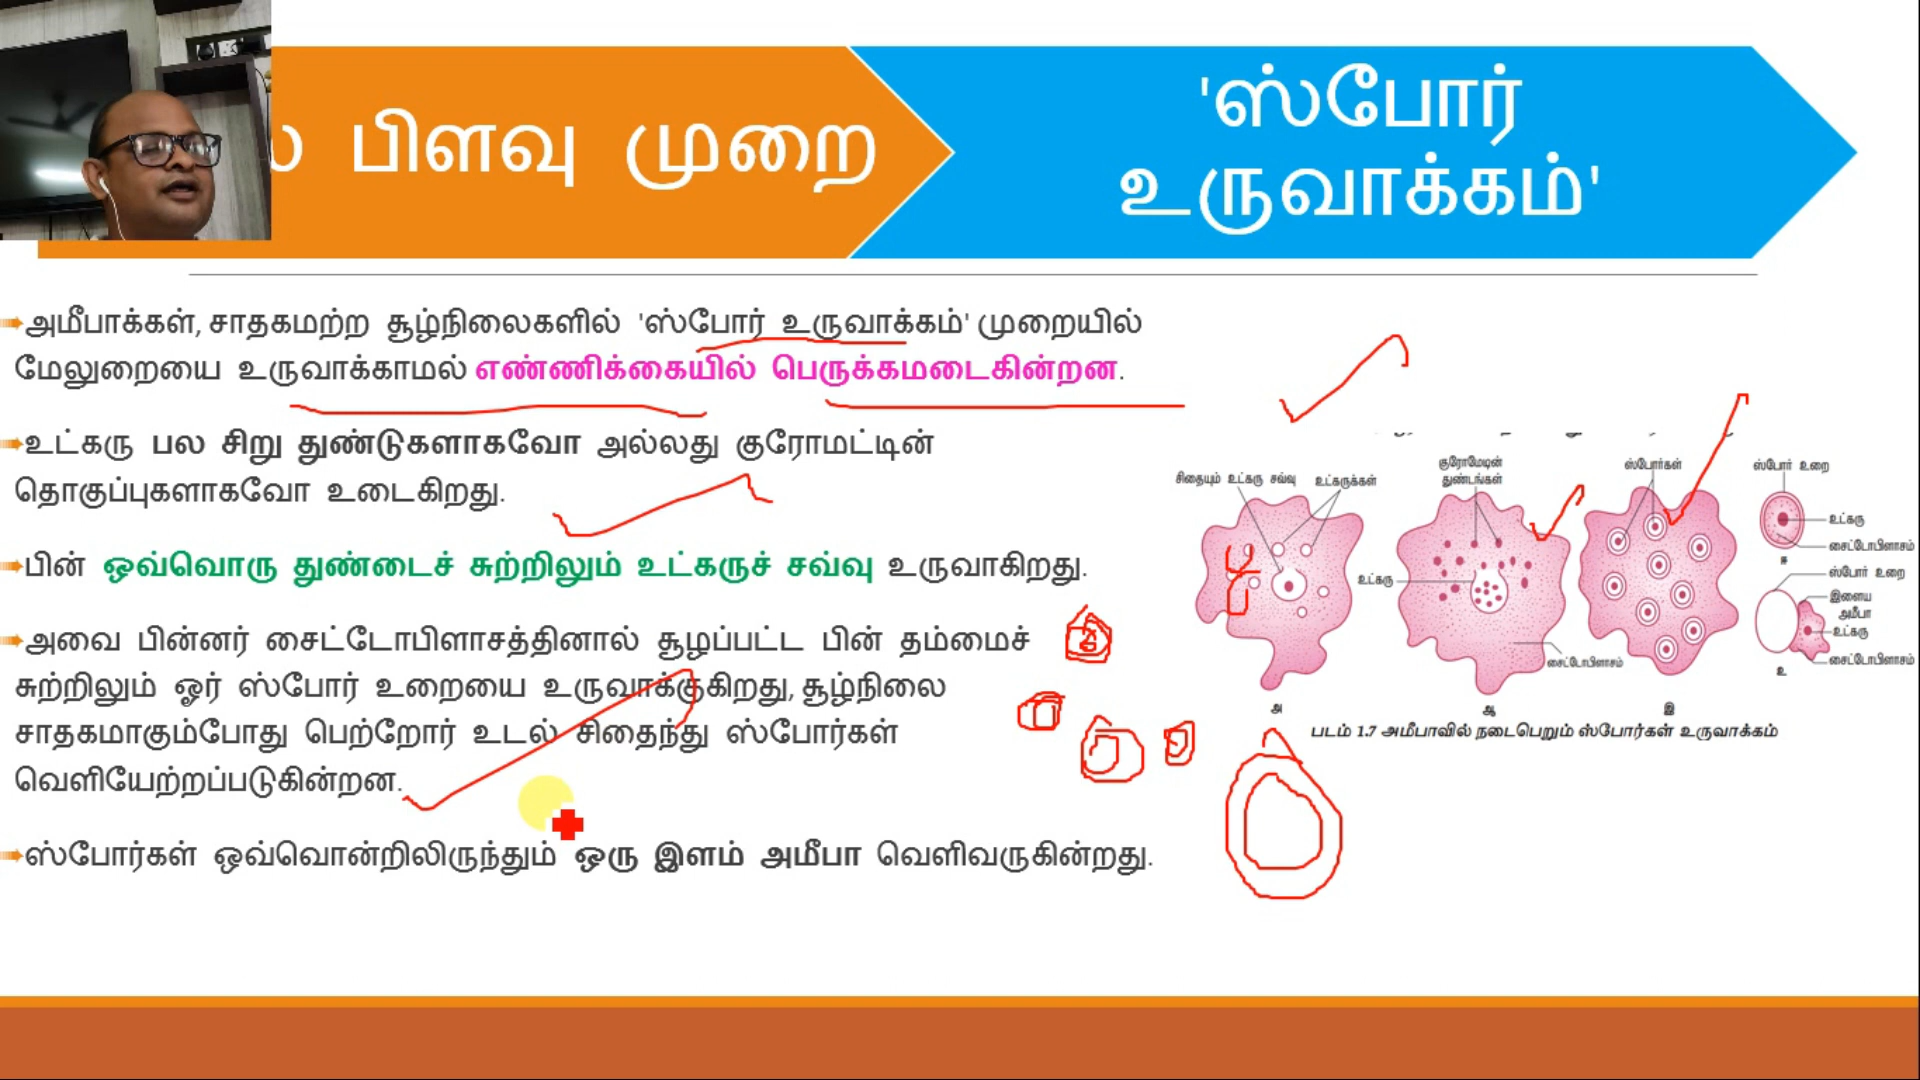 பிளவு முறை
'ஸ்போர்
உருவாக்கம்'
அமீபாக்கள், சாதகமற்ற சூழ்நிலைகளில் 'ஸ்போர் உருவாக்கம்' முறையில்
மேலுறையை உருவாக்காமல் எண்ணிக்கையில் பெருக்கமடைகின்றன.
உட்கரு பல சிறு துண்டுகளாகவோ அல்லது குரோமட்டின்
தொகுப்புகளாகவோ உடைகிறது.
பின் ஒவ்வொரு துண்டைச் சுற்றிலும் உட்கருச் சவ்வு உருவாகிறது.
அவை பின்னர் சைட்டோபிளாசத்தினால் சூழப்பட்ட பின் தம்மைச்
சுற்றிலும் ஓர் ஸ்போர் உறையை உருவாக்குகிறது, சூழ்நிலை
சாதகமாகும்போது பெற்றோர் உடல் சிதைந்து ஸ்போர்கள்
வெளியேற்றப்படுகின்றன.
ஸ்போர்கள் ஒவ்வொன்றிலிருந்தும் ஒரு இளம் அமீபா வெளிவருகின்றது.
சிதையும் உட்கரு சவ்வு
உட்கருக்கள்
குரோமேடின்
துண்டங்கள்
ஸ்போர்கள்
ஸ்போர் உறை
உட்கரு
சைட்டோபிளாசம்
ஈ
உட்கரு
ஸ்போர் உறை
இளைய
அமீபா
உட்கரு
சைட்டோபிளாசம்
சைட்டோபிளாசம்
உ
அ
ஆ
இ
படம் 1.7 அமீபாவில் நடைபெறும் ஸ்போர்கள் உருவாக்கம்